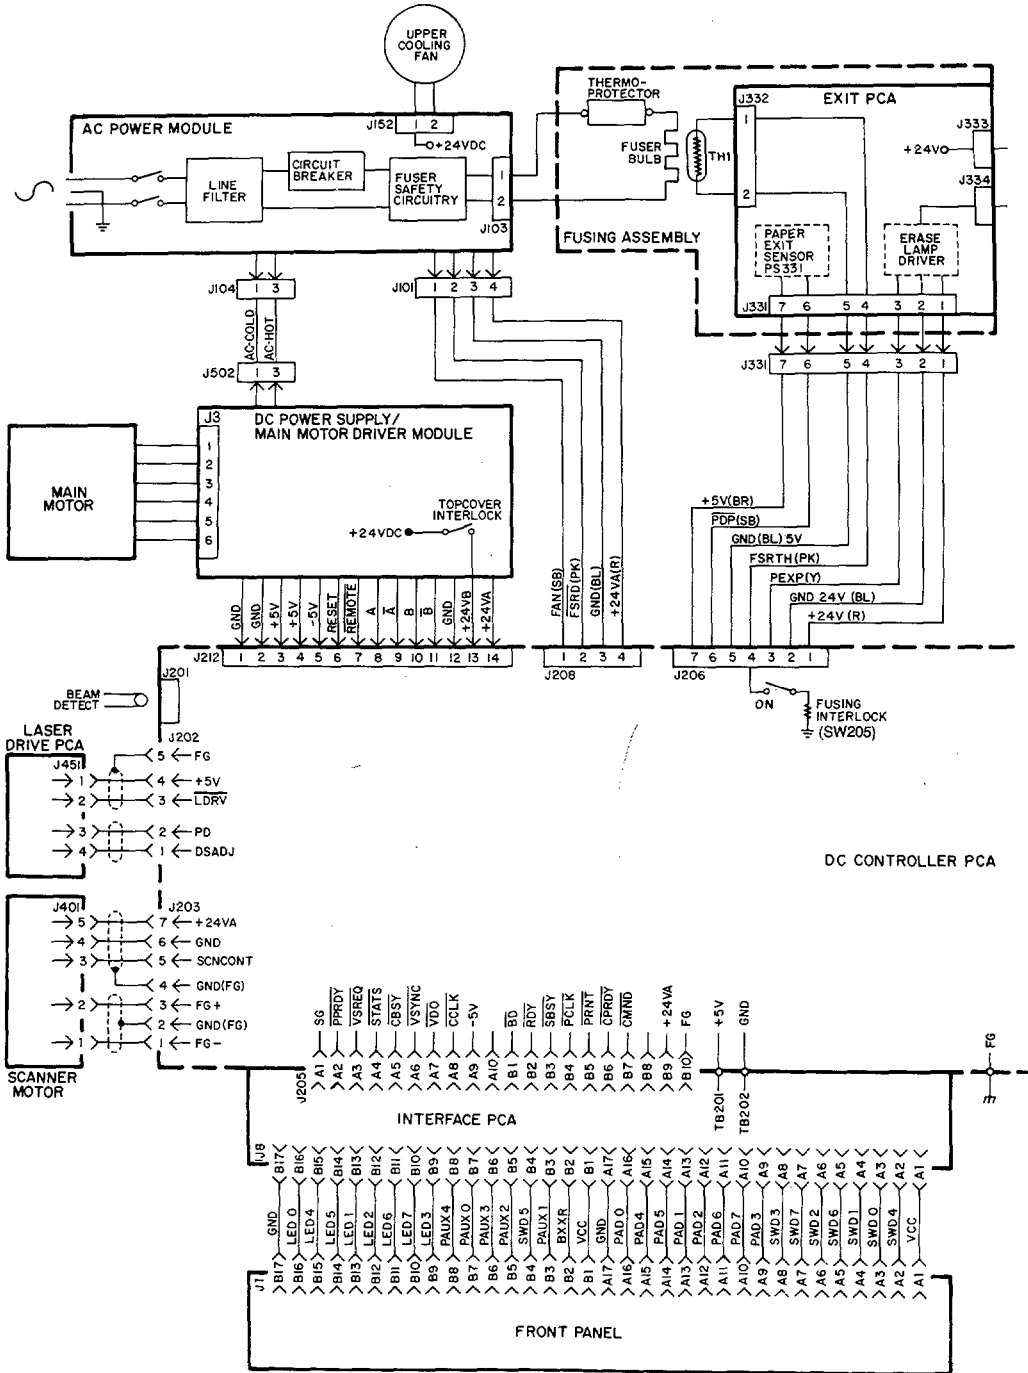 UPPER
COOLING
FAN
THERMO-
PROTECTOR
EXIT PCA
J332
J333
+24V
J334
AC POWER MODULE
J152
1 2
+24VDC
LINE
FILTER
CIRCUIT
BREAKER
FUSER
SAFETY
CIRCUITRY
1
2
J103
FUSER
BULB
TH1
1
2
FUSING ASSEMBLY
PAPER
EXIT
SENSOR
PS331
ERASE
LAMP
DRIVER
J331 7 6 5 4 3 2 1
J104 1 3
J101 1 2 3 4
AC-COLD
AC-HOT
J331 7 6 5 4 3 2 1
J502 1 3
J3
DC POWER SUPPLY/
MAIN MOTOR DRIVER MODULE
MAIN
MOTOR
1
2
3
4
5
6
TOPCOVER
INTERLOCK
+24VDC
+5V(BR)
PDP(SB)
GND(BL) 5V
FSRTH(PK)
PEXP(Y)
GND 24V (BL)
+24V(R)
GND
GND
+5V
+5V
-5V
RESET
REMOTE
A
A
B
B
GND
+24VB
+24VA
FAN(SB)
FSRD(PK)
GND(BL)
+24VA(R)
J212 1 2 3 4 5 6 7 8 9 10 11 12 13 14
1 2 3 4
J208
7 6 5 4 3 2 1
J206
ON
FUSING
INTERLOCK
(SW205)
J201
BEAM
DETECT
LASER
DRIVE PCA
J202
J451
5 FG
1 4 +5V
2 3 LDRV
3 2 PD
4 1 DSADJ
DC CONTROLLER PCA
J401
J203
5 7 +24VA
4 6 GND
3 5 SCNCONT
4 GND(FG)
2 3 FG+
2 GND(FG)
1 1 FG-
SCANNER
MOTOR
SG
PPRDY
VSREQ
STATS
CBSY
VSYNC
VDO
CCLK
-5V
BD
RDY
SBSY
PCLK
PRNT
CPRDY
CMND
+24VA
FG
+5V
GND
FG
J205 A1 A2 A3 A4 A5 A6 A7 A8 A9 A10 B1 B2 B3 B4 B5 B6 B7 B8 B9 B10
TB201
TB202
INTERFACE PCA
J8 B17 B16 B15 B14 B13 B12 B11 B10 B9 B8 B7 B6 B5 B4 B3 B2 B1 A17 A16 A15 A14 A13 A12 A11 A10 A9 A8 A7 A6 A5 A4 A3 A2 A1
GND
LED0
LED4
LED5
LED1
LED2
LED6
LED7
LED3
PAUX4
PAUX0
PAUX3
PAUX2
SWD5
PAUX1
BXXR
VCC
GND
PAD0
PAD4
PAD5
PAD1
PAD2
PAD6
PAD7
PAD3
SWD3
SWD7
SWD2
SWD6
SWD1
SWD0
SWD4
VCC
J1 B17 B16 B15 B14 B13 B12 B11 B10 B9 B8 B7 B6 B5 B4 B3 B2 B1 A17 A16 A15 A14 A13 A12 A11 A10 A9 A8 A7 A6 A5 A4 A3 A2 A1
FRONT PANEL